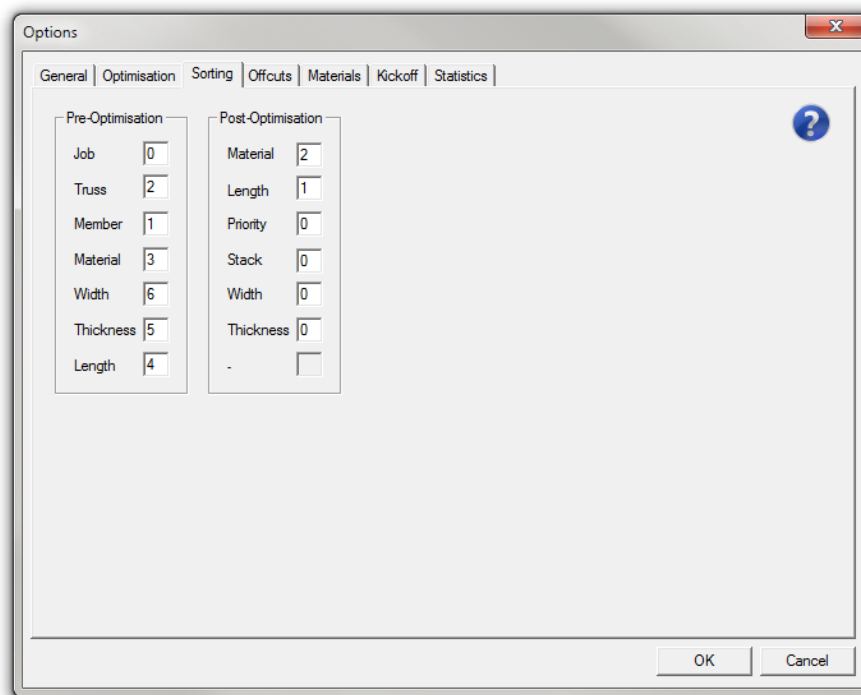 Options
General Optimisation Sorting Offcuts Materials Kickoff Statistics
Pre-Optimisation Post-Optimisation
Job 0 Material 2
Truss 2 Length 1
Member 1 Priority 0
Material 3 Stack 0
Width 6 Width 0
Thickness 5 Thickness 0
Length 4 -
?
OK Cancel